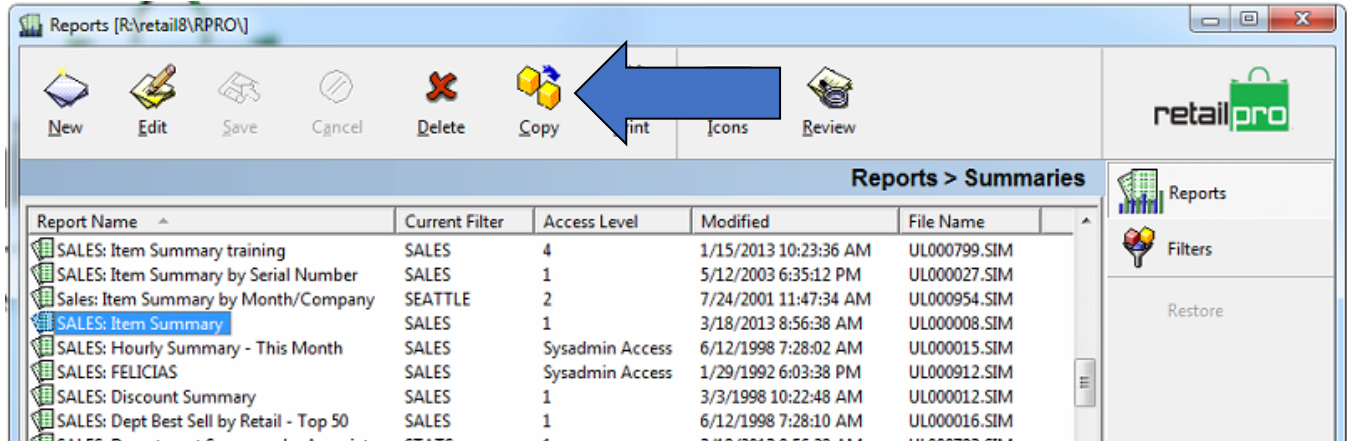 Reports [R:\retail8\RPRO\]
New Edit Save Cancel Delete Copy Icons Review
retail pro
Reports > Summaries
Reports
Filters
Restore
Report Name Current Filter Access Level Modified File Name
SALES: Item Summary training SALES 4 1/15/2013 10:23:36 AM UL000799.SIM
SALES: Item Summary by Serial Number SALES 1 5/12/2003 6:35:12 PM UL000027.SIM
Sales: Item Summary by Month/Company SEATTLE 2 7/24/2001 11:47:34 AM UL000954.SIM
SALES: Item Summary SALES 1 3/18/2013 8:56:38 AM UL000008.SIM
SALES: Hourly Summary - This Month SALES Sysadmin Access 6/12/1998 7:28:02 AM UL000015.SIM
SALES: FELICIAS SALES Sysadmin Access 1/29/1992 6:03:38 PM UL000912.SIM
SALES: Discount Summary SALES 1 3/3/1998 10:22:48 AM UL000012.SIM
SALES: Dept Best Sell by Retail - Top 50 SALES 1 6/12/1998 7:28:10 AM UL000016.SIM